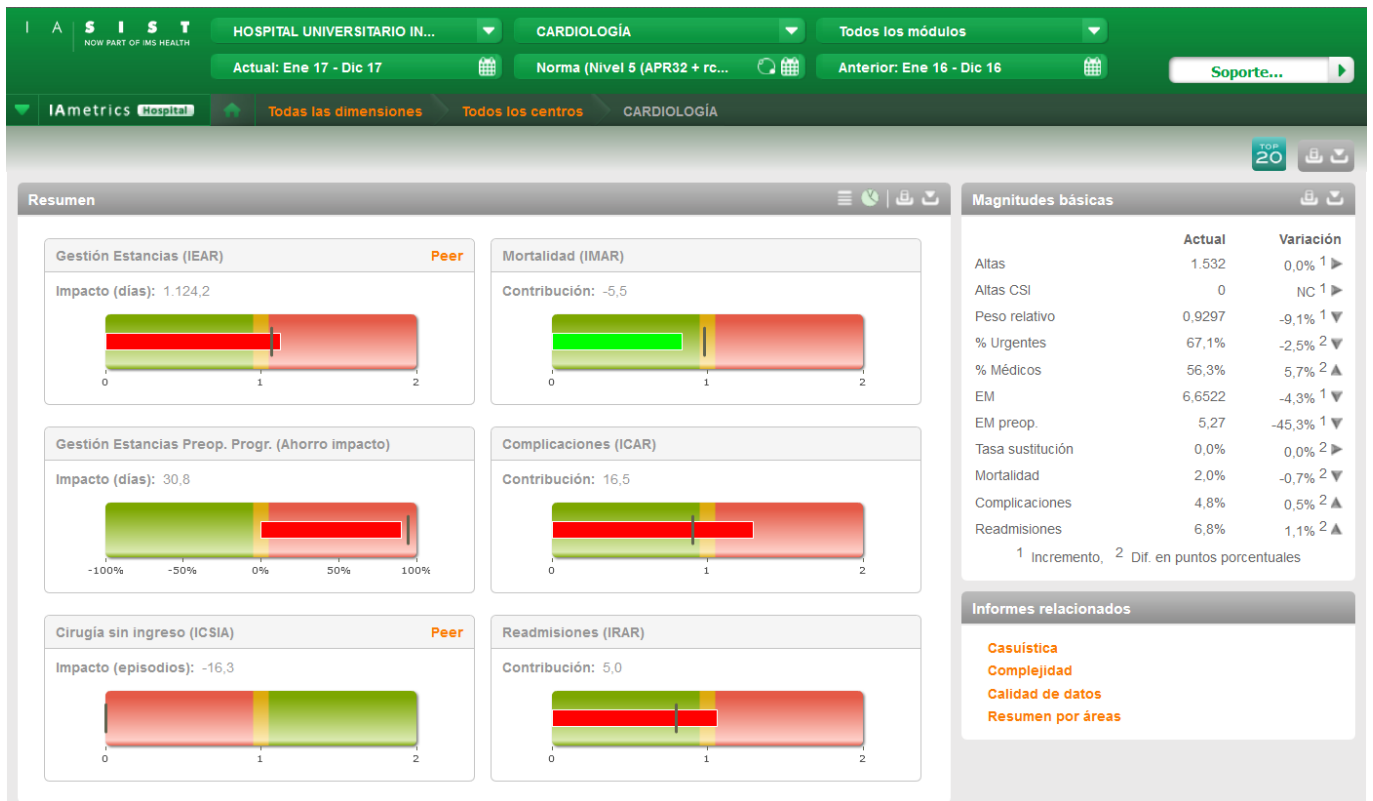 I A S I S T
NOW PART OF IMS HEALTH
HOSPITAL UNIVERSITARIO IN...
CARDIOLOGÍA
Todos los módulos
Actual: Ene 17 - Dic 17
Norma (Nivel 5 (APR32 + rc...
Anterior: Ene 16 - Dic 16
Soporte...
IAmetrics Hospital
Todas las dimensiones
Todos los centros
CARDIOLOGÍA
TOP 20
Resumen
Gestión Estancias (IEAR) Peer
Impacto (días): 1.124,2
0 1 2
Mortalidad (IMAR)
Contribución: -5,5
0 1 2
Gestión Estancias Preop. Progr. (Ahorro impacto)
Impacto (días): 30,8
-100% -50% 0% 50% 100%
Complicaciones (ICAR)
Contribución: 16,5
0 1 2
Cirugía sin ingreso (ICSIA) Peer
Impacto (episodios): -16,3
0 1 2
Readmisiones (IRAR)
Contribución: 5,0
0 1 2
Magnitudes básicas
Actual Variación
Altas 1.532 0,0% 1
Altas CSI 0 NC 1
Peso relativo 0,9297 -9,1% 1
% Urgentes 67,1% -2,5% 2
% Médicos 56,3% 5,7% 2
EM 6,6522 -4,3% 1
EM preop. 5,27 -45,3% 1
Tasa sustitución 0,0% 0,0% 2
Mortalidad 2,0% -0,7% 2
Complicaciones 4,8% 0,5% 2
Readmisiones 6,8% 1,1% 2
1 Incremento, 2 Dif. en puntos porcentuales
Informes relacionados
Casuística
Complejidad
Calidad de datos
Resumen por áreas